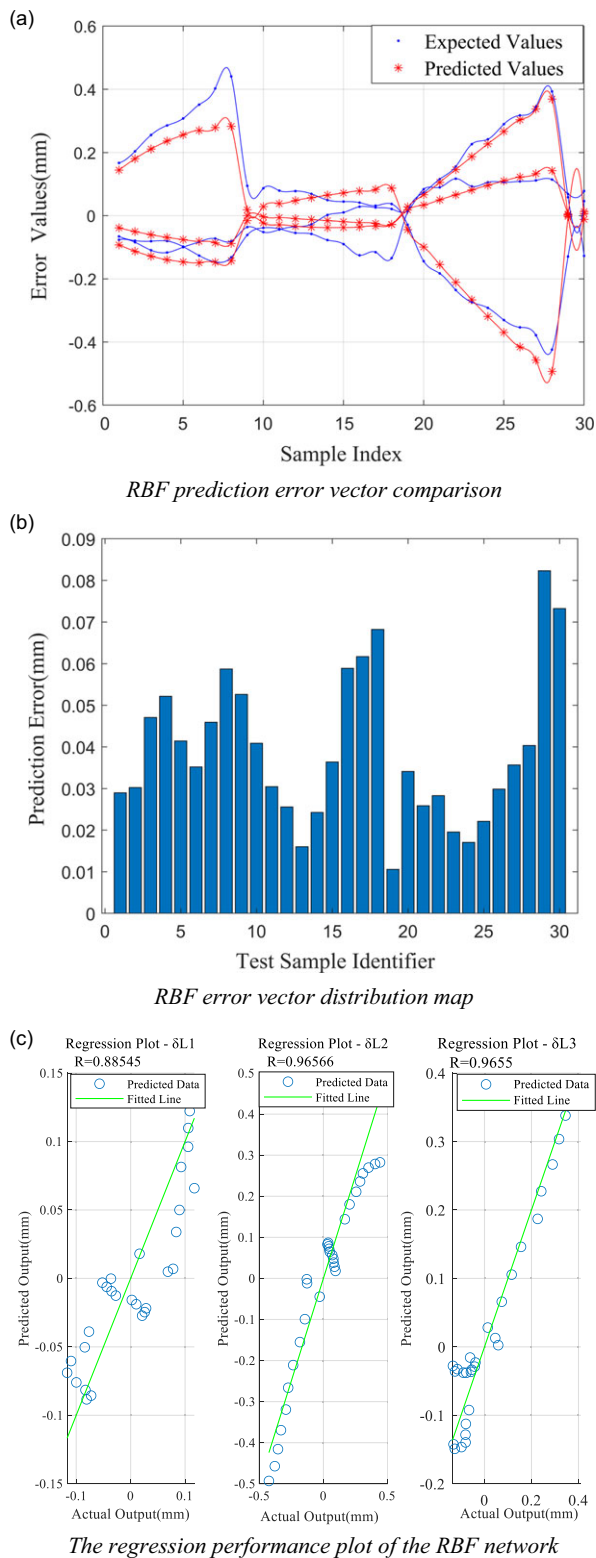 (a)
0.6
0.4
0.2
0
-0.2
-0.4
-0.6
Error Values(mm)
Expected Values
Predicted Values
0 5 10 15 20 25 30
Sample Index
RBF prediction error vector comparison
(b)
0.09
0.08
0.07
0.06
0.05
0.04
0.03
0.02
0.01
0
Prediction Error(mm)
0 5 10 15 20 25 30
Test Sample Identifier
RBF error vector distribution map
(c)
Regression Plot - δL1
R=0.88545
Predicted Data
Fitted Line
0.15
0.1
0.05
0
-0.05
-0.1
-0.15
Predicted Output(mm)
-0.1 0 0.1
Actual Output(mm)
Regression Plot - δL2
R=0.96566
Predicted Data
Fitted Line
0.5
0.4
0.3
0.2
0.1
0
-0.1
-0.2
-0.3
-0.4
-0.5
Predicted Output(mm)
-0.5 0 0.5
Actual Output(mm)
Regression Plot - δL3
R=0.9655
Predicted Data
Fitted Line
0.4
0.3
0.2
0.1
0
-0.1
-0.2
Predicted Output(mm)
0 0.2 0.4
Actual Output(mm)
The regression performance plot of the RBF network